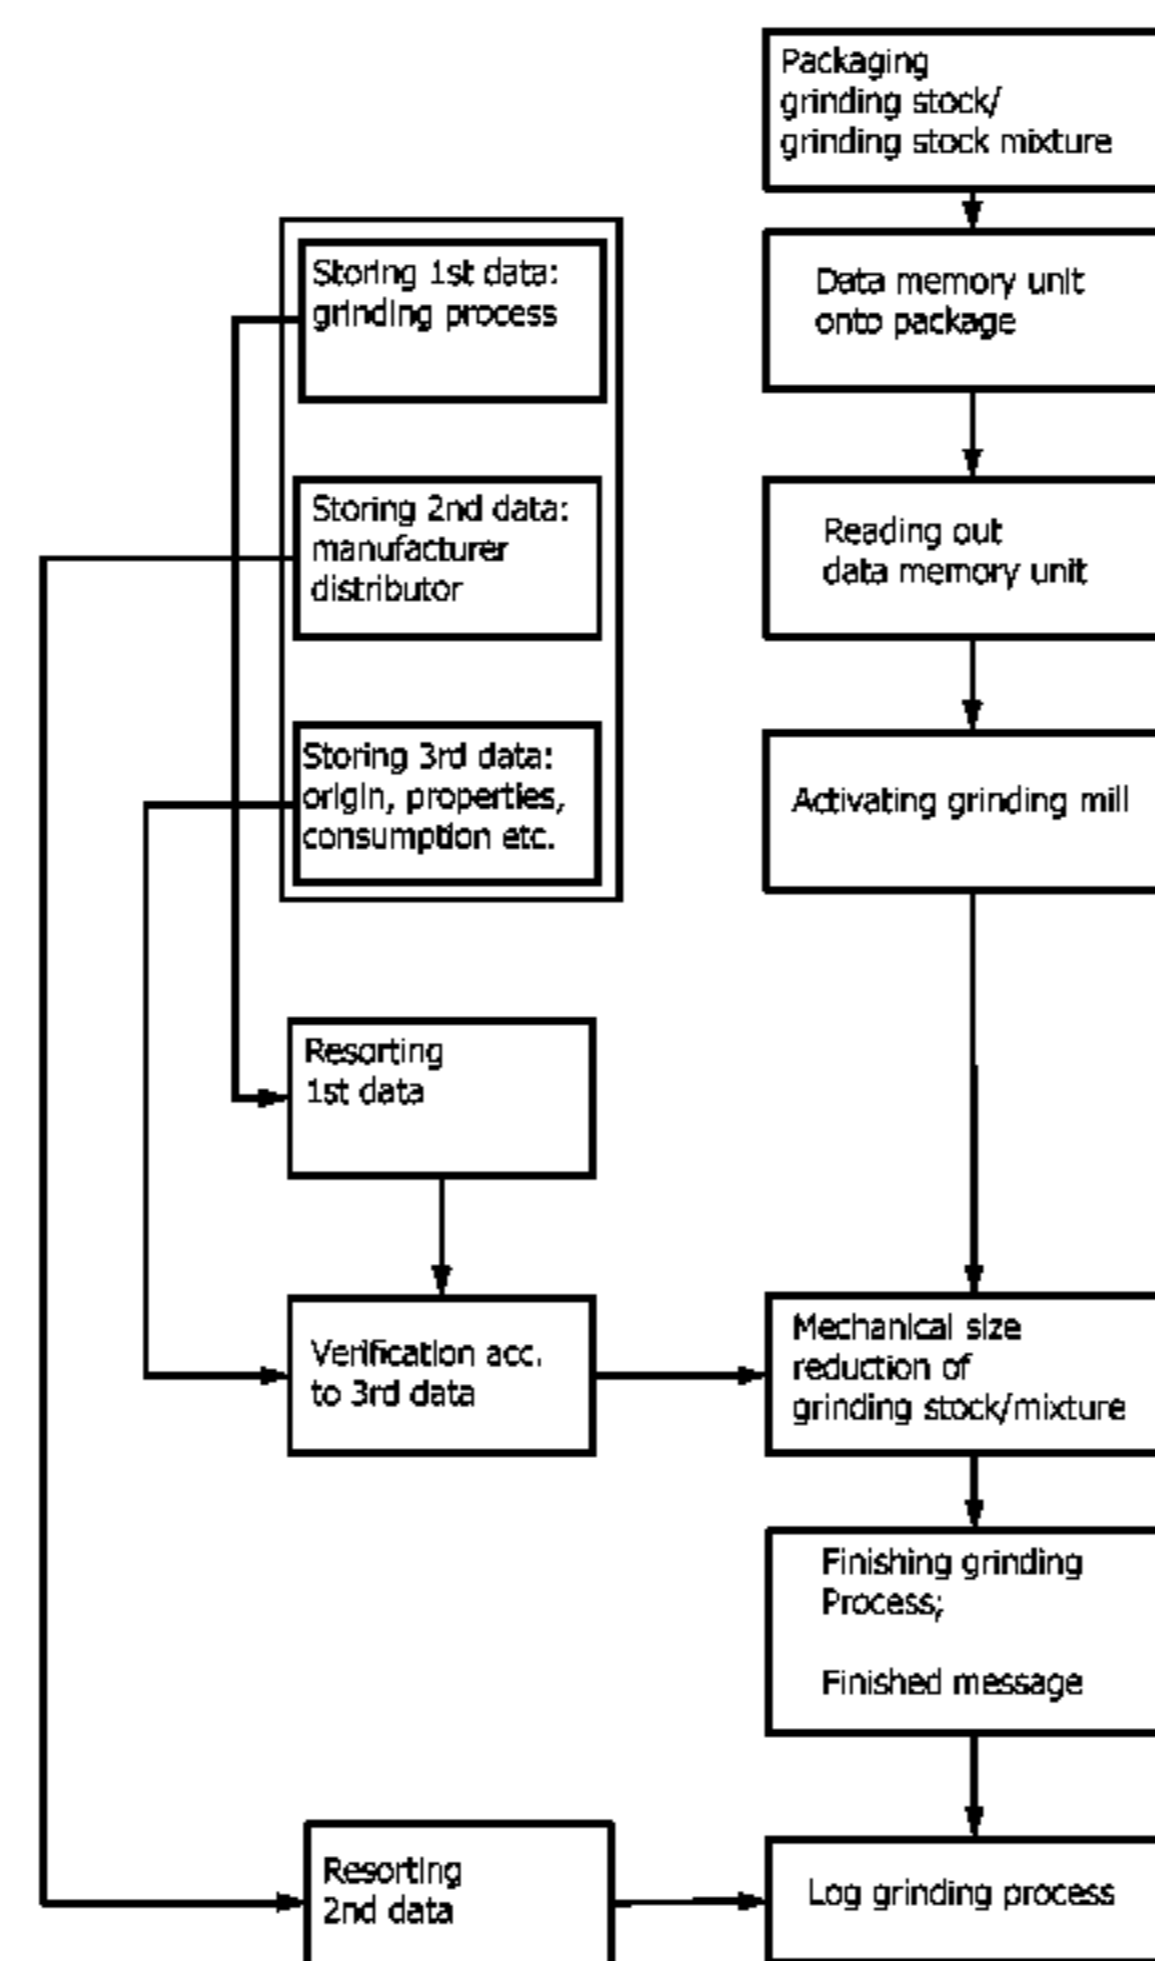 Packaging
grinding stock/
grinding stock mixture
Storing 1st data:
grinding process
Data memory unit
onto package
Storing 2nd data:
manufacturer
distributor
Reading out
data memory unit
Storing 3rd data:
origin, properties,
consumption etc.
Activating grinding mill
Resorting
1st data
Verification acc.
to 3rd data
Mechanical size
reduction of
grinding stock/mixture
Finishing grinding
Process;
Finished message
Resorting
2nd data
Log grinding process